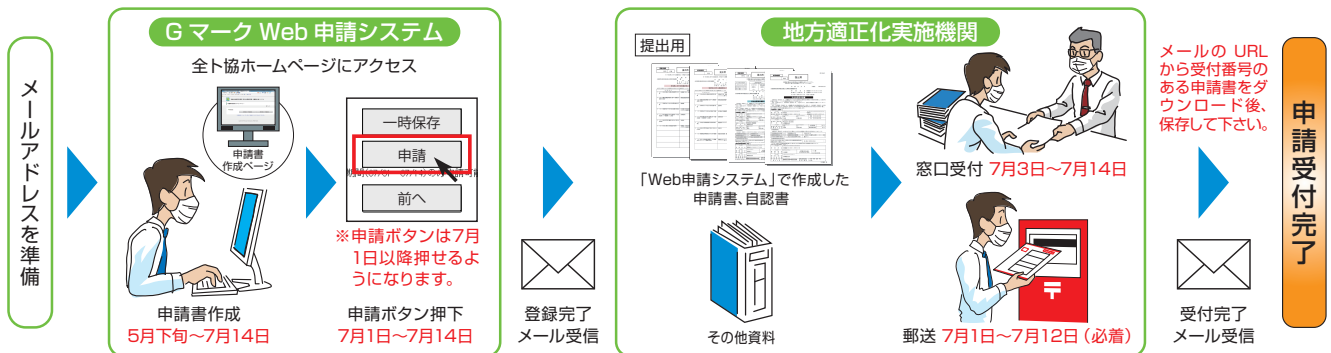 メールアドレスを準備
G マーク Web 申請システム
全ト協ホームページにアクセス
申請書
作成ページ
申請書作成
5月下旬〜7月14日
一時保存
申請
前へ
※申請ボタンは7月
1日以降押せるよ
うになります。
申請ボタン押下
7月1日〜7月14日
登録完了
メール受信
地方適正化実施機関
提出用
「Web申請システム」で作成した
申請書、自認書
その他資料
窓口受付 7月3日〜7月14日
郵送 7月1日〜7月12日(必着)
メールの URL
から受付番号の
ある申請書をダ
ウンロード後、
保存して下さい。
受付完了
メール受信
申請受付完了